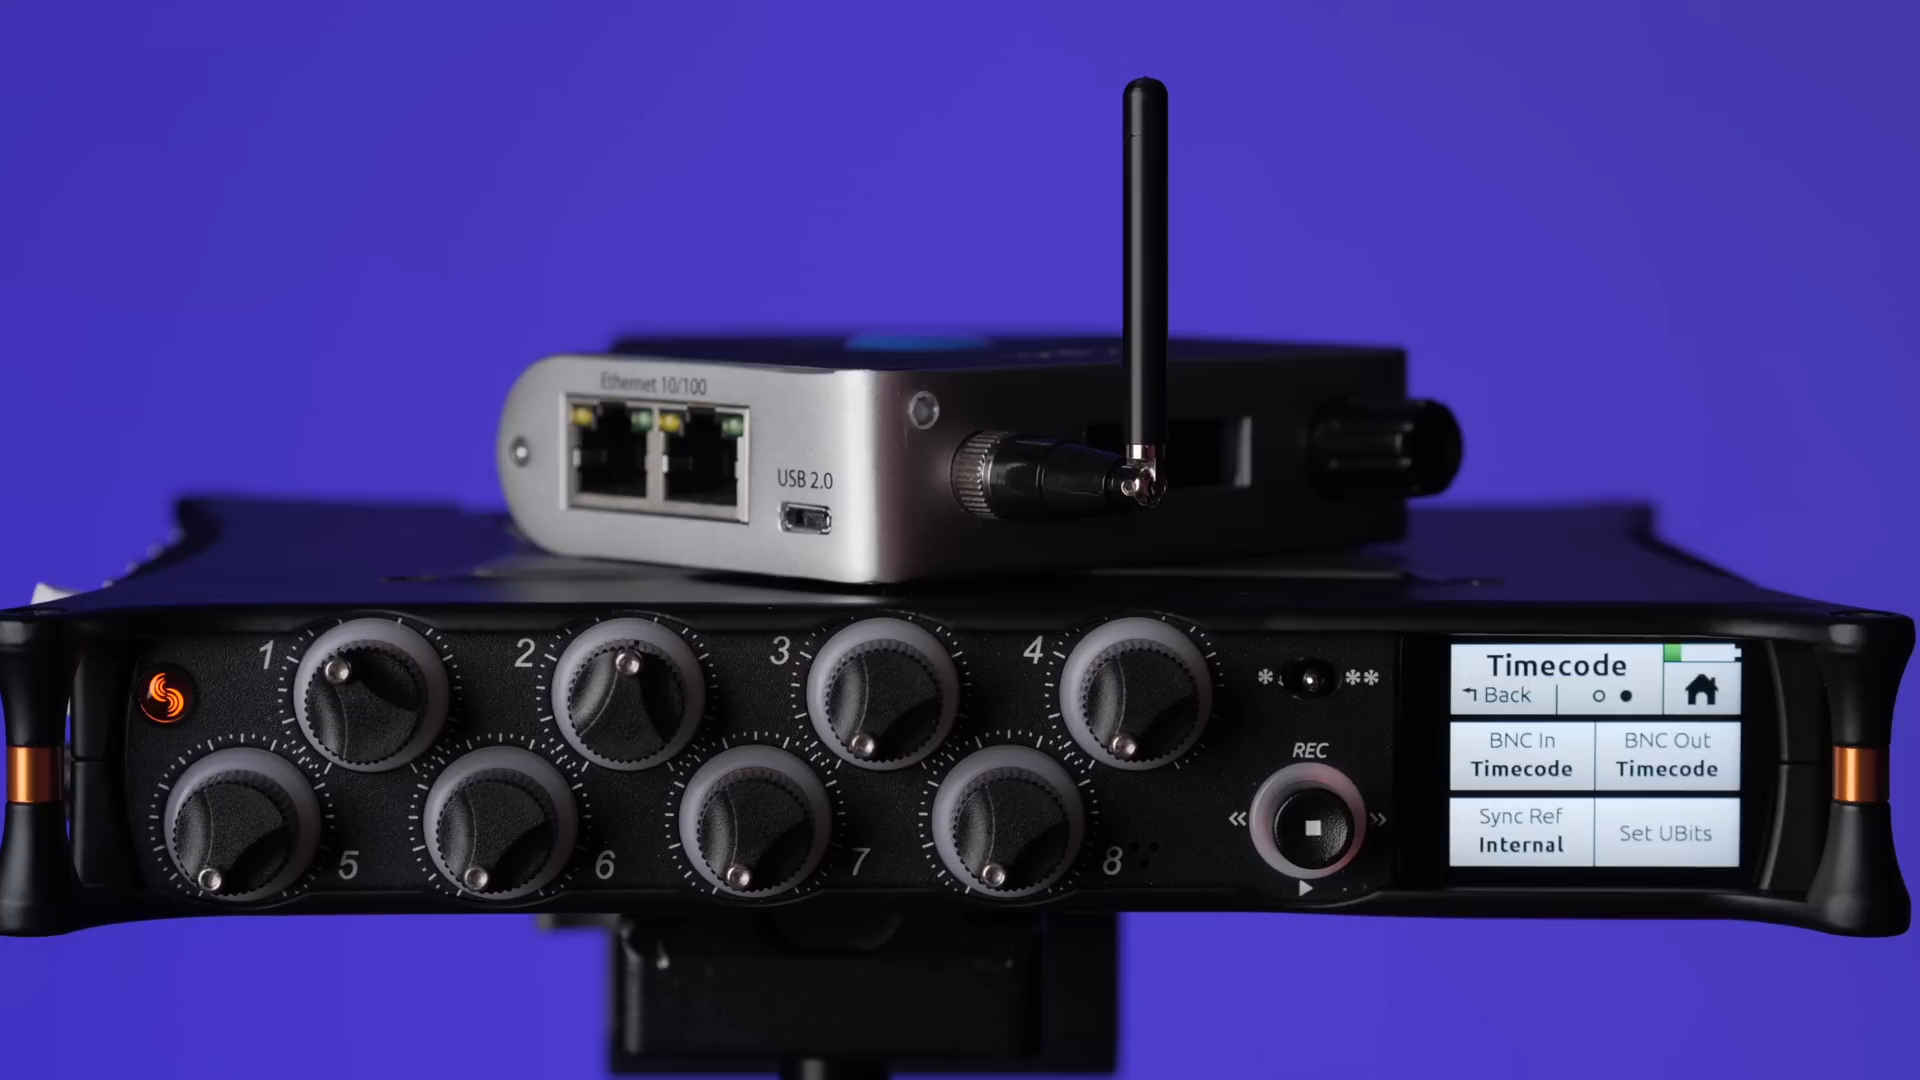 Ethernet 10/100
USB 2.0
1
2
3
4
* **
5
6
7
8
REC
Timecode
Back
BNC In
Timecode
BNC Out
Timecode
Sync Ref
Internal
Set UBits